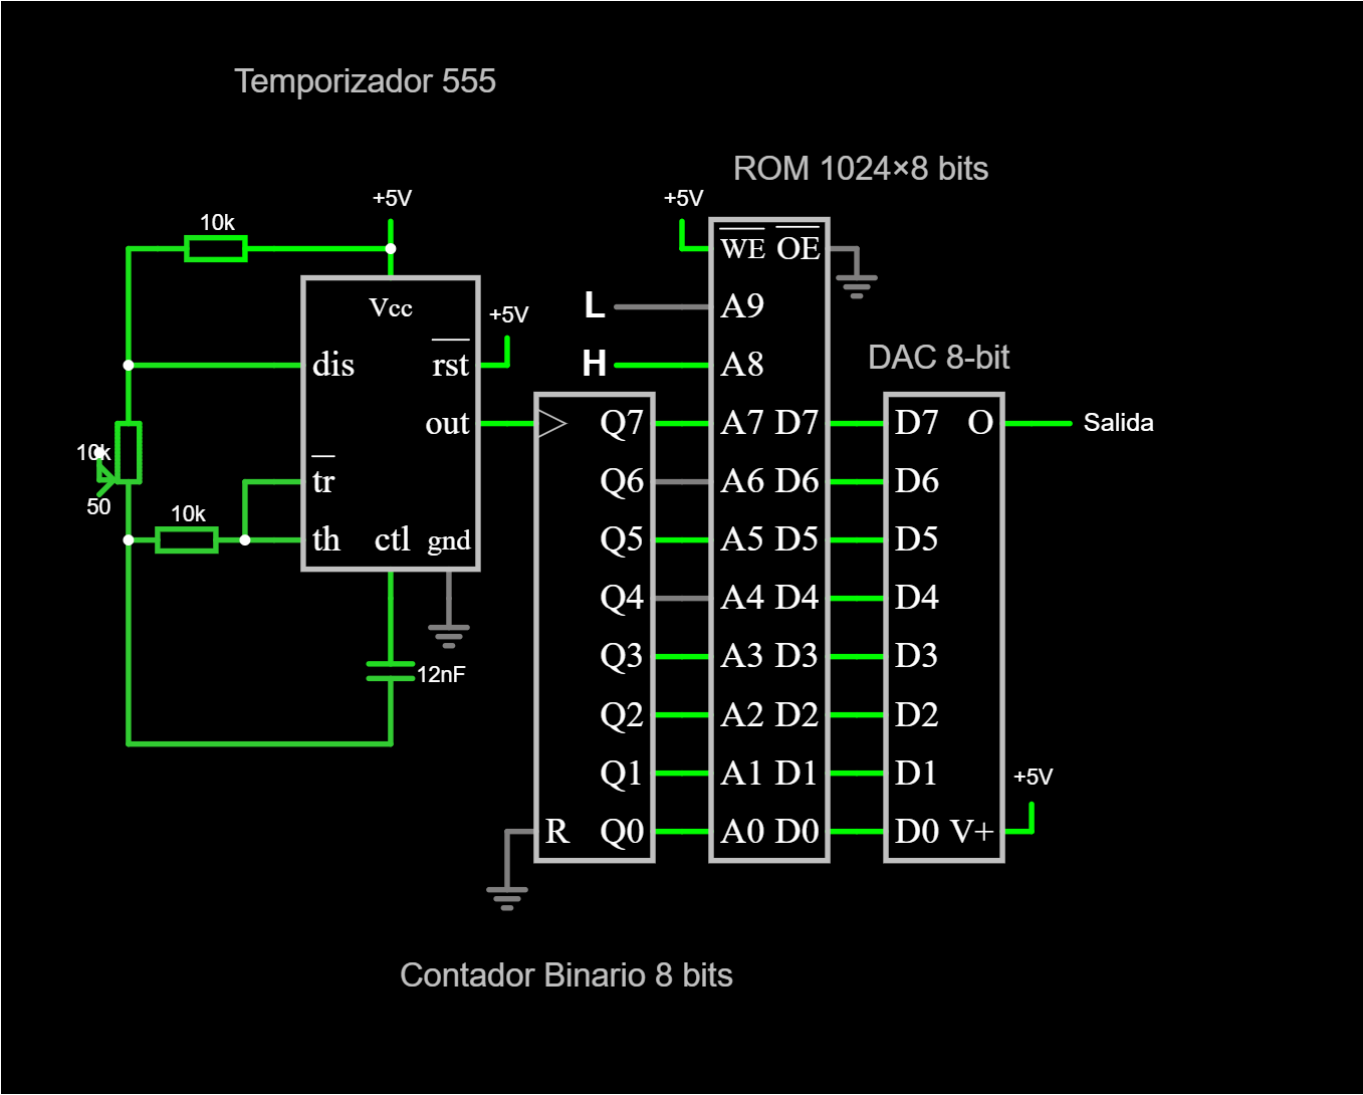 Temporizador 555
ROM 1024×8 bits
+5V
+5V
10k
WE OE
Vcc
L A9
+5V
H A8
DAC 8-bit
dis rst
out Q7 A7 D7 D7 O Salida
10k
Q6 A6 D6 D6
tr
50
10k
Q5 A5 D5 D5
th ctl gnd
Q4 A4 D4 D4
Q3 A3 D3 D3
12nF
Q2 A2 D2 D2
Q1 A1 D1 D1
+5V
R Q0 A0 D0 D0 V+
Contador Binario 8 bits